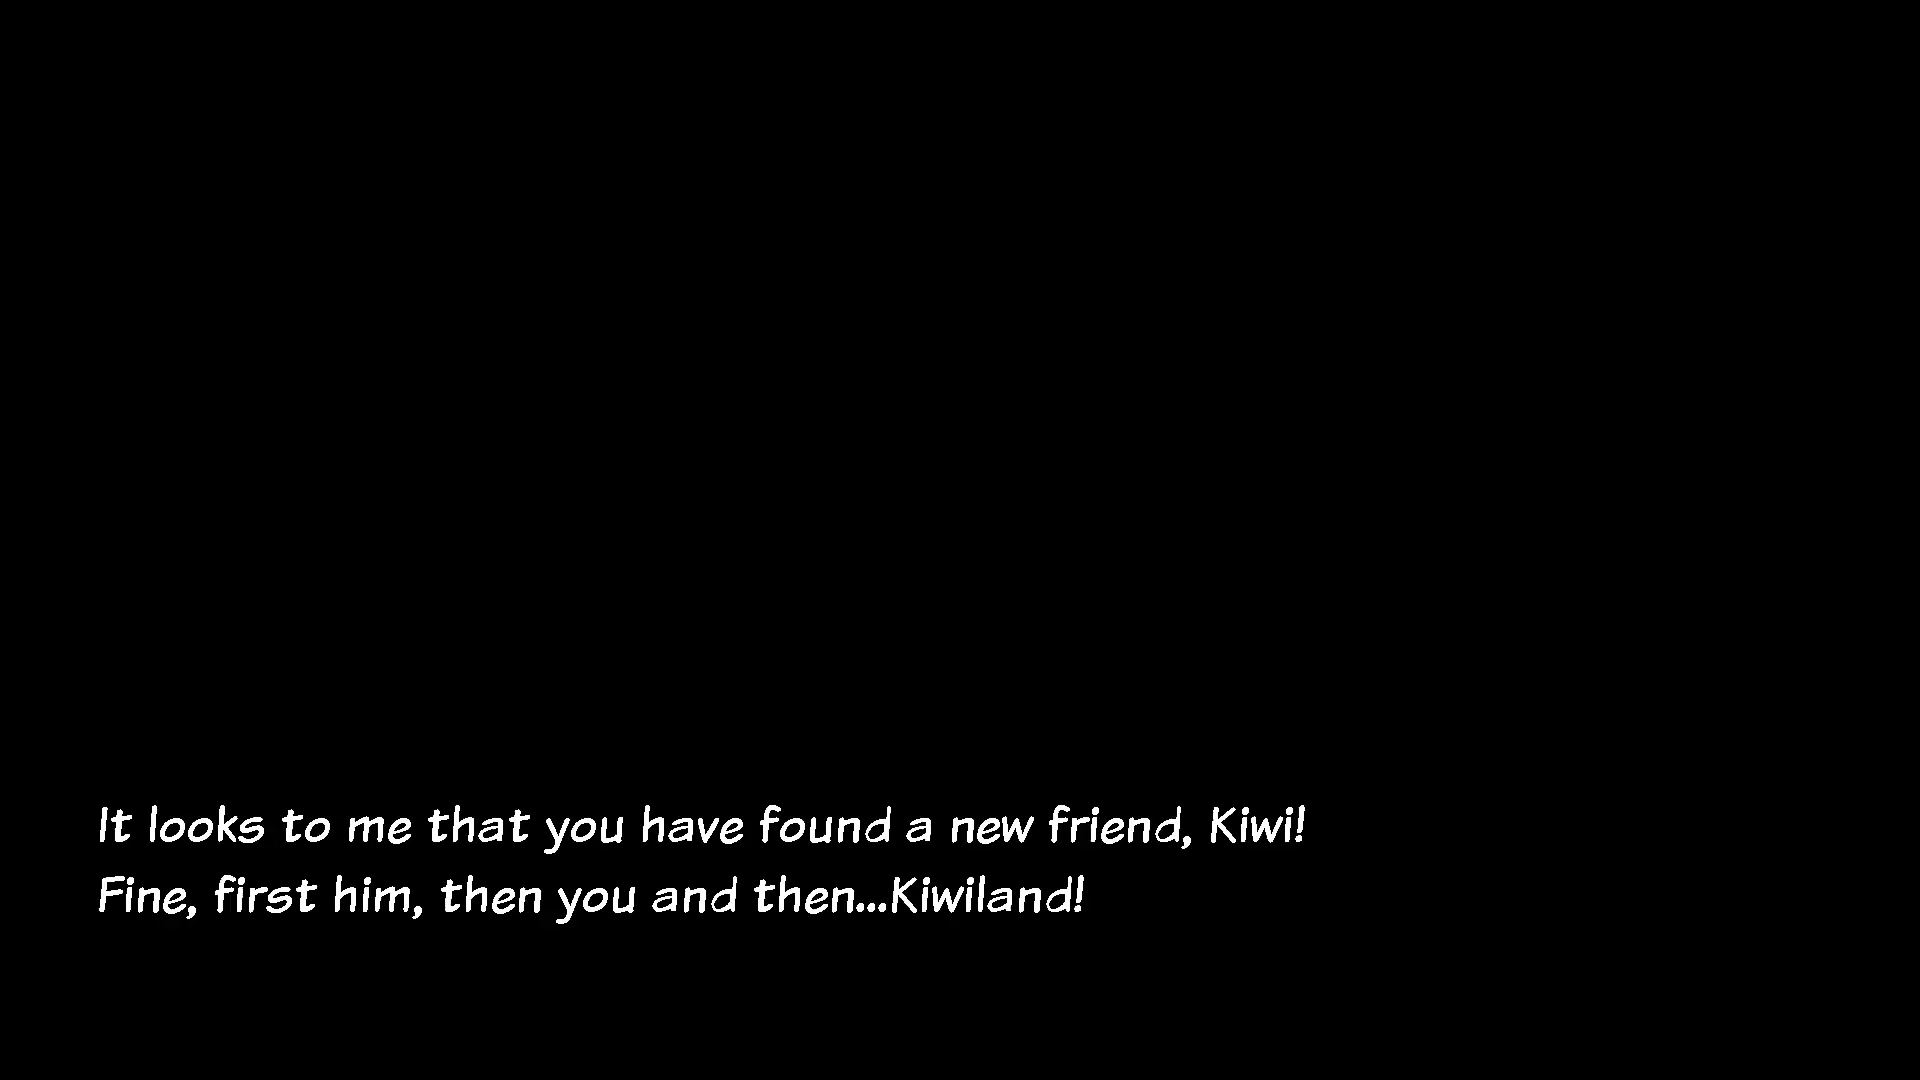 It looks to me that you have found a new friend, Kiwi!
Fine, first him, then you and then...Kiwiland!